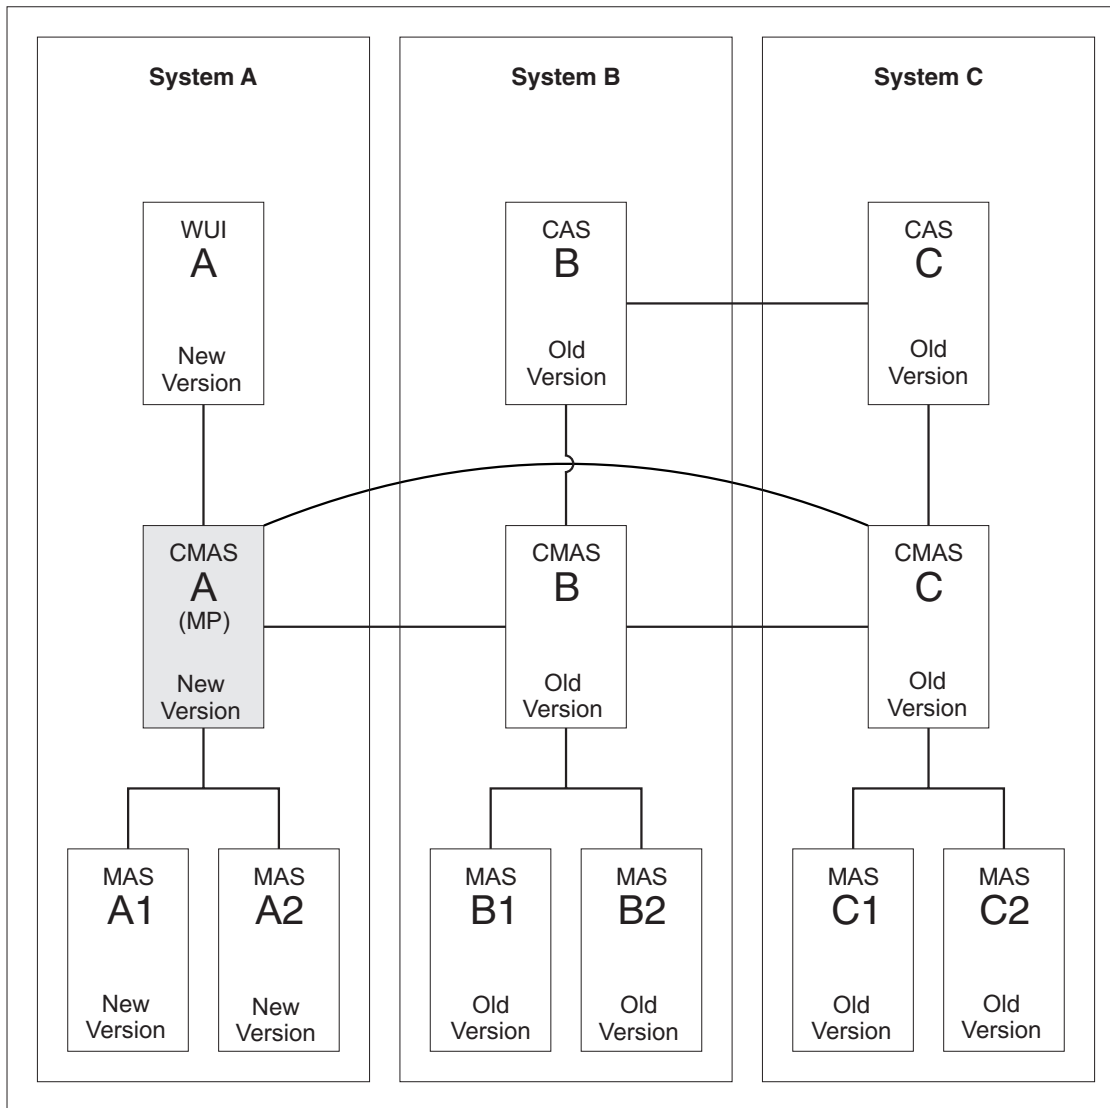 System A
System B
System C
WUI
A
New
Version
CAS
B
Old
Version
CAS
C
Old
Version
CMAS
A
(MP)
New
Version
CMAS
B
Old
Version
CMAS
C
Old
Version
MAS
A1
New
Version
MAS
A2
New
Version
MAS
B1
Old
Version
MAS
B2
Old
Version
MAS
C1
Old
Version
MAS
C2
Old
Version